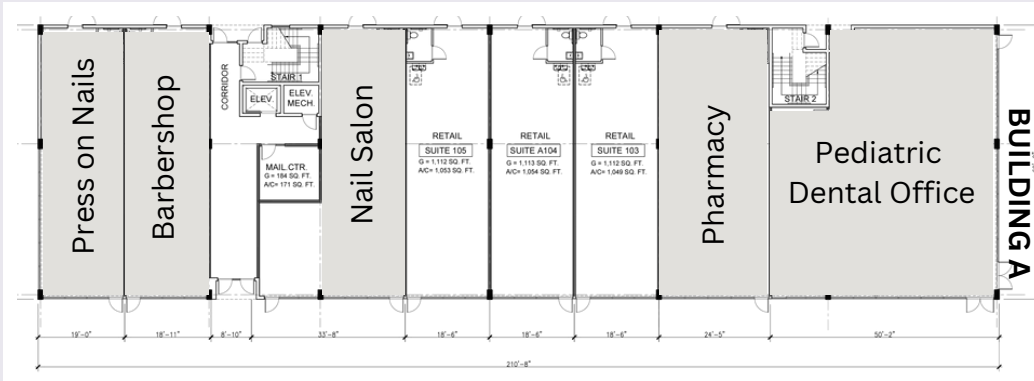 Press on Nails
Barbershop
CORRIDOR
STAIR 1
ELEV.
ELEV.
MECH.
MAIL CTR.
G = 184 SQ. FT.
A/C= 171 SQ. FT.
Nail Salon
RETAIL
SUITE 105
G = 1,112 SQ. FT.
A/C= 1,053 SQ. FT.
RETAIL
SUITE A104
G = 1,113 SQ. FT.
A/C= 1,054 SQ. FT.
RETAIL
SUITE 103
G = 1,112 SQ. FT.
A/C= 1,049 SQ. FT.
Pharmacy
STAIR 2
Pediatric
Dental Office
BUILDING A
19'-0"
18'-11"
8'-10"
33'-8"
18'-6"
18'-6"
18'-6"
24'-5"
50'-2"
210'-8"